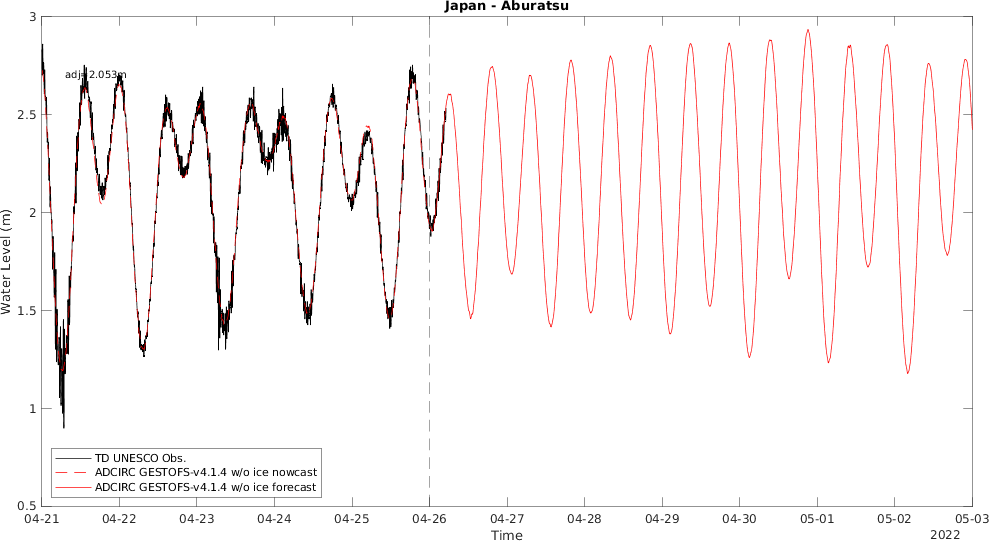 Japan - Aburatsu
3
adj=2.053m
2.5
2
1.5
1
0.5
Water Level (m)
TD UNESCO Obs.
ADCIRC GESTOFS-v4.1.4 w/o ice nowcast
ADCIRC GESTOFS-v4.1.4 w/o ice forecast
04-21 04-22 04-23 04-24 04-25 04-26 04-27 04-28 04-29 04-30 05-01 05-02 05-03
Time
2022